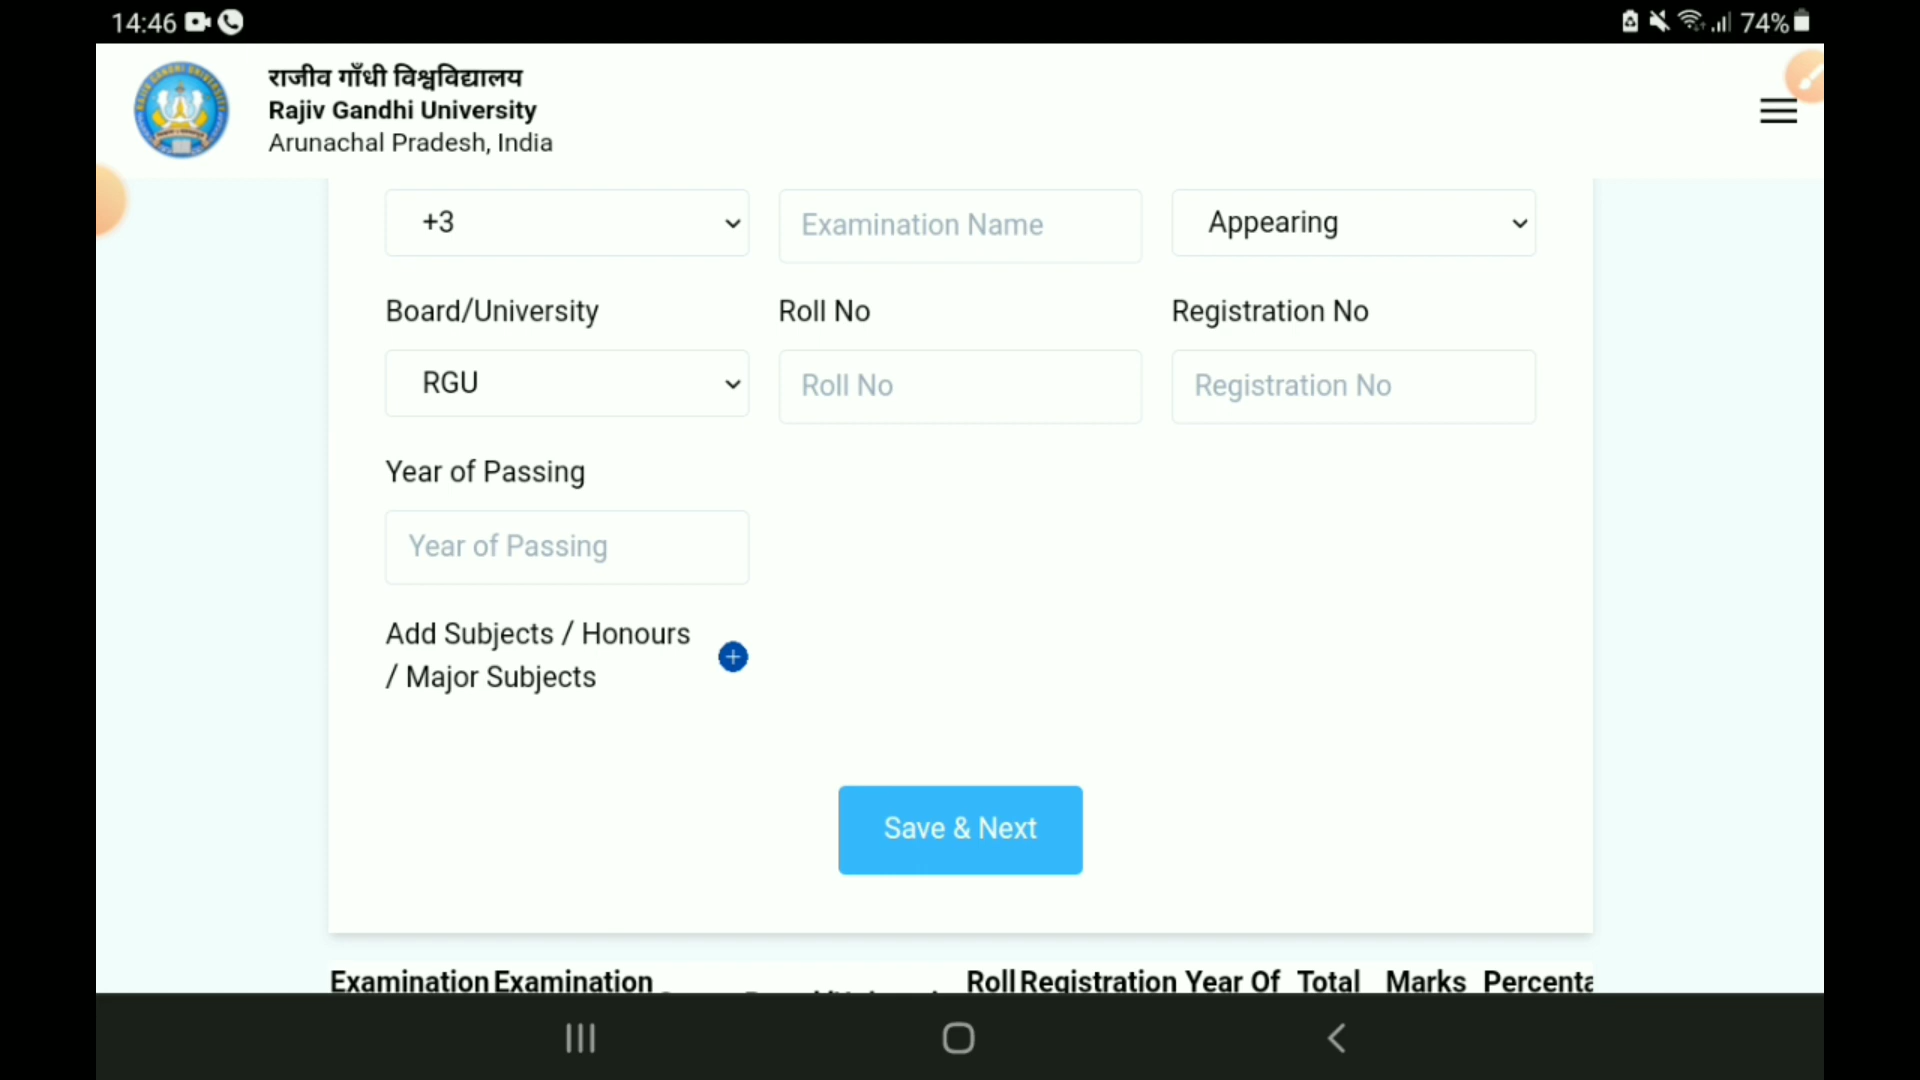 14:46
74%
राजीव गाँधी विश्वविद्यालय
Rajiv Gandhi University
Arunachal Pradesh, India
+3
Examination Name
Appearing
Board/University
Roll No
Registration No
RGU
Roll No
Registration No
Year of Passing
Year of Passing
Add Subjects / Honours
/ Major Subjects
Save & Next
Examination Examination Roll Registration Year Of Total Marks